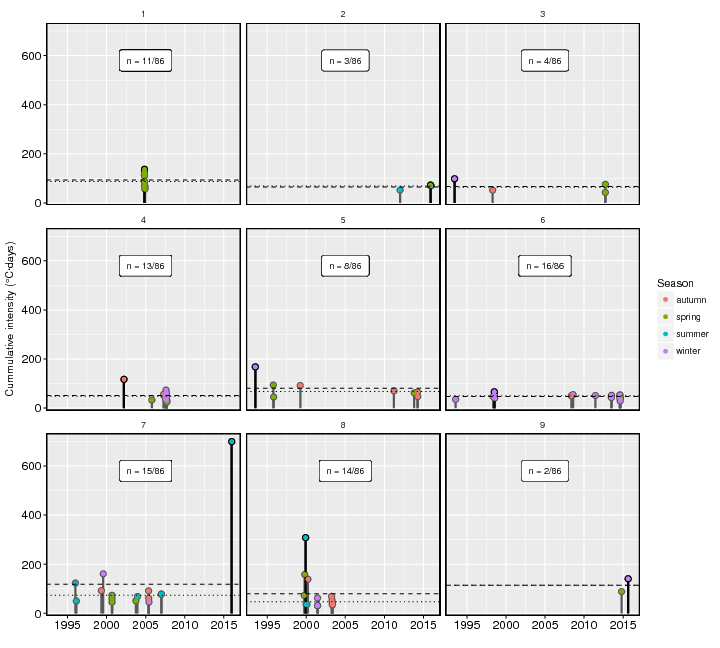 1 2 3
600
400
200
0
n = 11/86 n = 3/86 n = 4/86
4 5 6
Cummulative intensity (°C·days)
600
400
200
0
n = 13/86 n = 8/86 n = 16/86
Season
autumn
spring
summer
winter
7 8 9
600
400
200
0
n = 15/86 n = 14/86 n = 2/86
1995 2000 2005 2010 2015 1995 2000 2005 2010 2015 1995 2000 2005 2010 2015